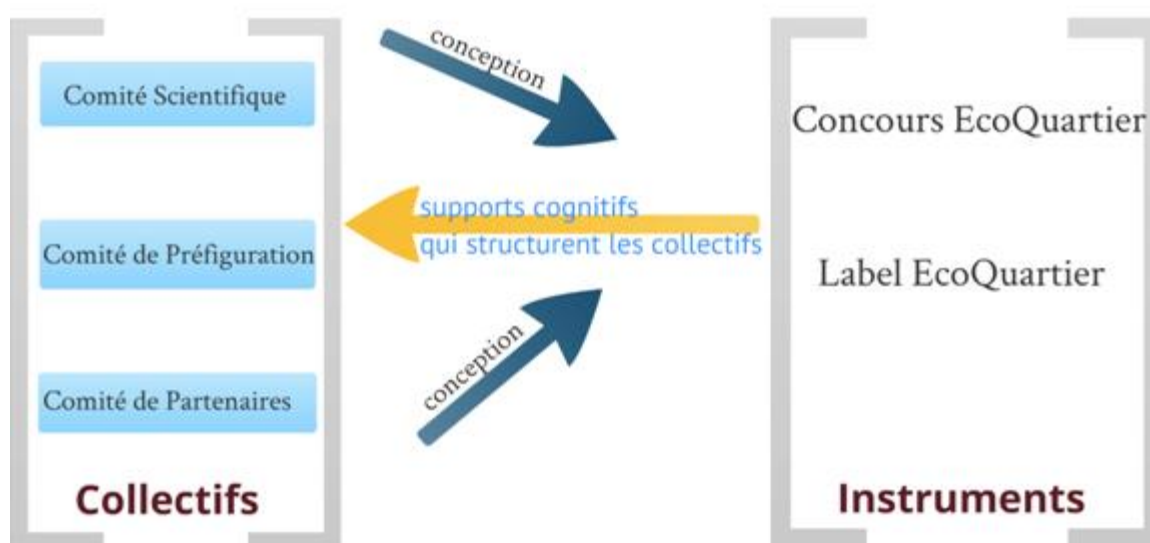 Comité Scientifique
Comité de Préfiguration
Comité de Partenaires
Collectifs
conception
supports cognitifs
qui structurent les collectifs
conception
Concours EcoQuartier
Label EcoQuartier
Instruments